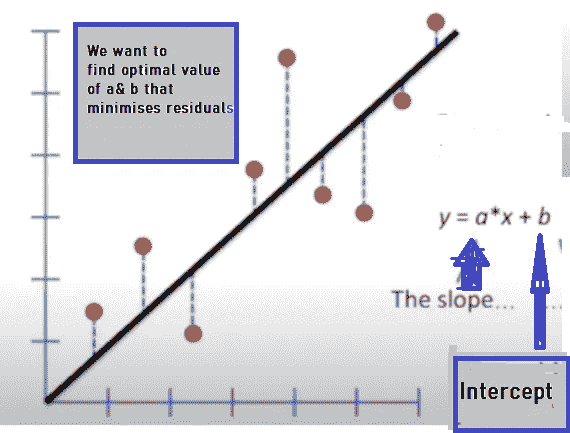 We want to
find optimal value
of a& b that
minimises residuals
y = a*x + b
The slope...
Intercept